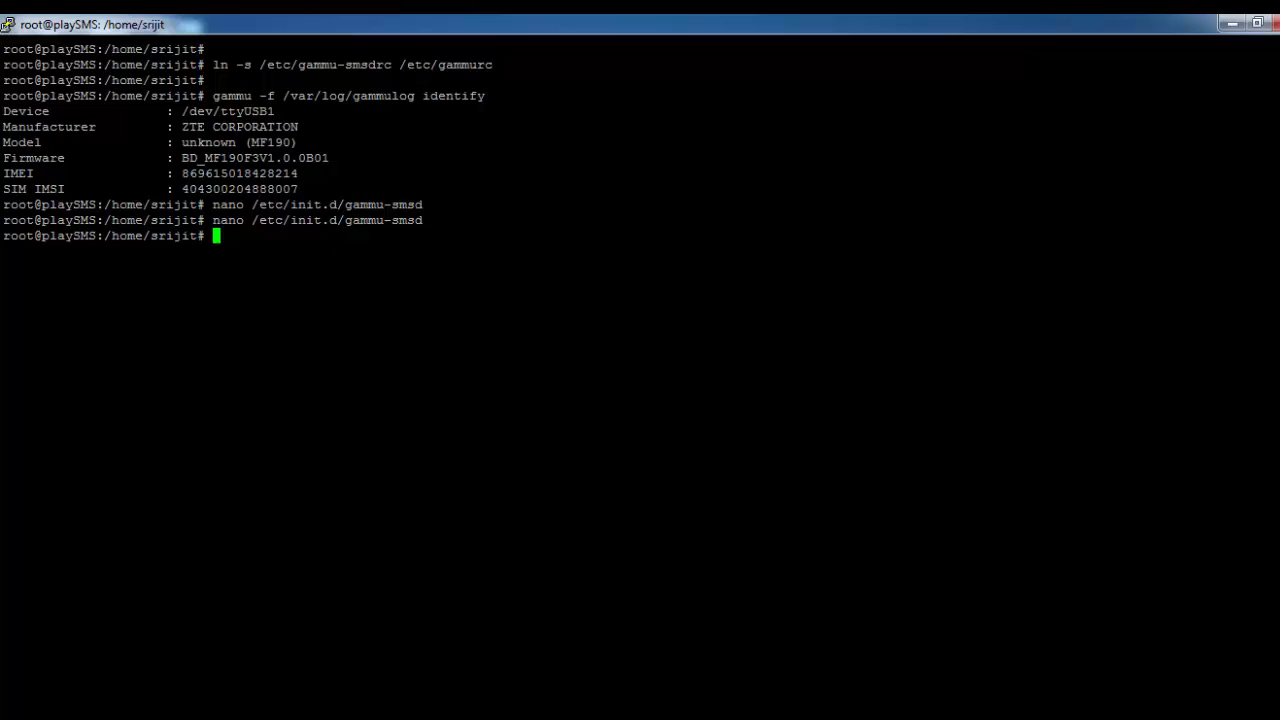 root@playSMS: /home/srijit
root@playSMS:/home/srijit#
root@playSMS:/home/srijit# ln -s /etc/gammu-smsdrc /etc/gammurc
root@playSMS:/home/srijit#
root@playSMS:/home/srijit# gammu -f /var/log/gammulog identify
Device : /dev/ttyUSB1
Manufacturer : ZTE CORPORATION
Model : unknown (MF190)
Firmware : BD_MF190F3V1.0.0B01
IMEI : 869615018428214
SIM IMSI : 404300204888007
root@playSMS:/home/srijit# nano /etc/init.d/gammu-smsd
root@playSMS:/home/srijit# nano /etc/init.d/gammu-smsd
root@playSMS:/home/srijit#